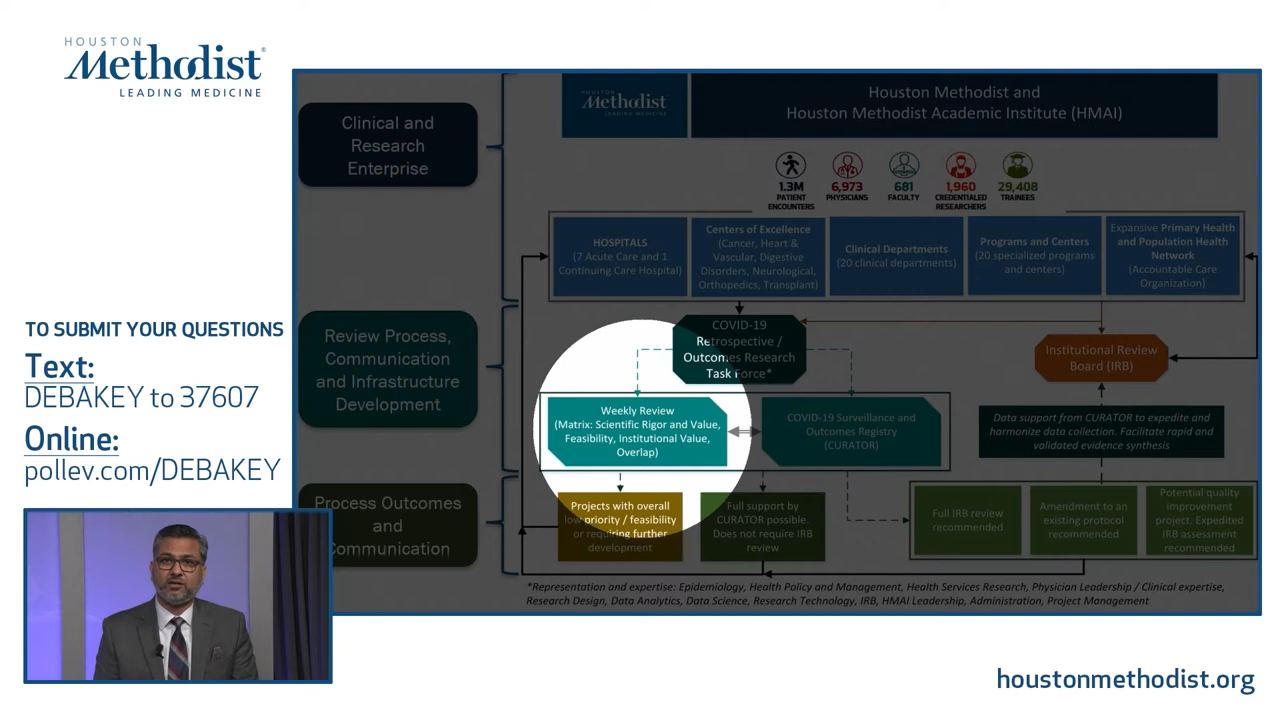 HOUSTON
Methodist
LEADING MEDICINE
TO SUBMIT YOUR QUESTIONS
Text:
DEBAKEY to 37607
Online:
pollev.com/DEBAKEY
Clinical and
Research
Enterprise
Review Process,
Communication
and Infrastructure
Development
Process Outcomes
and
Communication
HOUSTON
Methodist
LEADING MEDICINE
Houston Methodist and
Houston Methodist Academic Institute (HMAI)
1.3M
PATIENT
ENCOUNTERS
6,973
PHYSICIANS
681
FACULTY
1,960
CREDENTIALED
RESEARCHERS
29,408
TRAINEES
HOSPITALS
(7 Acute Care and 1
Continuing Care Hospital)
Centers of Excellence
(Cancer, Heart &
Vascular, Digestive
Disorders, Neurological,
Orthopedics, Transplant)
Clinical Departments
(20 clinical departments)
Programs and Centers
(20 specialized programs
and centers)
Expansive Primary Health
and Population Health
Network
(Accountable Care
Organization)
COVID-19
Retrospective /
Outcomes Research
Task Force*
Institutional Review
Board (IRB)
Weekly Review
(Matrix: Scientific Rigor and Value,
Feasibility, Institutional Value,
Overlap)
COVID-19 Surveillance and
Outcomes Registry
(CURATOR)
Data support from CURATOR to expedite and
harmonize data collection. Facilitate rapid and
validated evidence synthesis
Projects with overall
low priority / feasibility
or requiring further
development
Full support by
CURATOR possible.
Does not require IRB
review
Full IRB review
recommended
Amendment to an
existing protocol
recommended
Potential quality
improvement
project. Expedited
IRB assessment
recommended
*Representation and expertise: Epidemiology, Health Policy and Management, Health Services Research, Physician Leadership / Clinical expertise,
Research Design, Data Analytics, Data Science, Research Technology, IRB, HMAI Leadership, Administration, Project Management
houstonmethodist.org